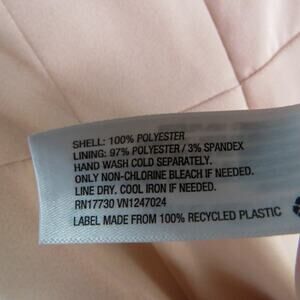 SHELL: 100% POLYESTER
LINING: 97% POLYESTER / 3% SPANDEX
HAND WASH COLD SEPARATELY.
ONLY NON-CHLORINE BLEACH IF NEEDED.
LINE DRY. COOL IRON IF NEEDED.
RN17730 VN1247024
LABEL MADE FROM 100% RECYCLED PLASTIC